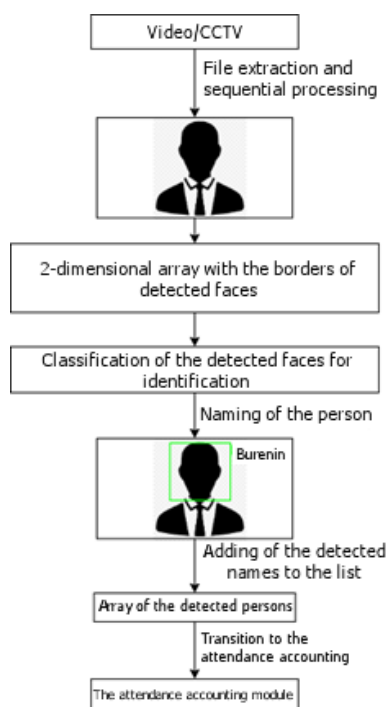 Video/CCTV
File extraction and
sequential processing
2-dimensional array with the borders of
detected faces
Classification of the detected faces for
identification
Naming of the person
Burenin
Adding of the detected
names to the list
Array of the detected persons
Transition to the
attendance accounting
The attendance accounting module